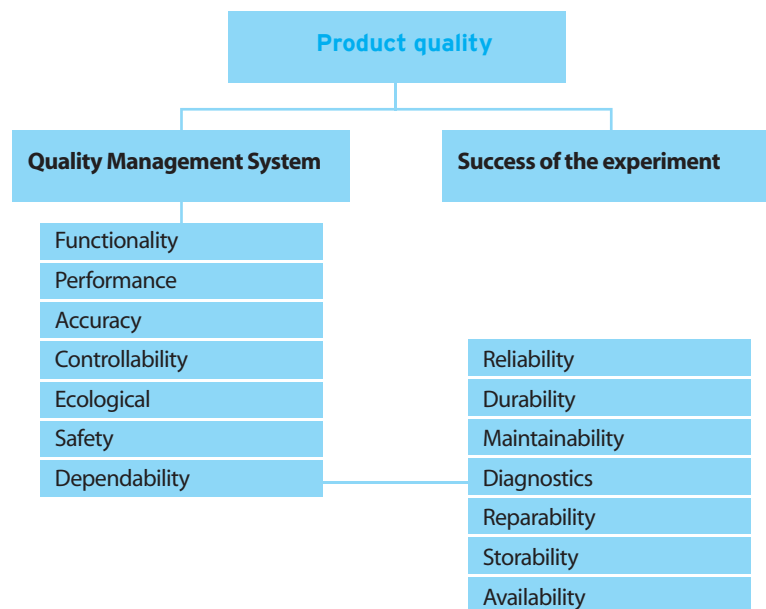 Product quality
Quality Management System
Success of the experiment
Functionality
Performance
Accuracy
Controllability
Ecological
Safety
Dependability
Reliability
Durability
Maintainability
Diagnostics
Reparability
Storability
Availability